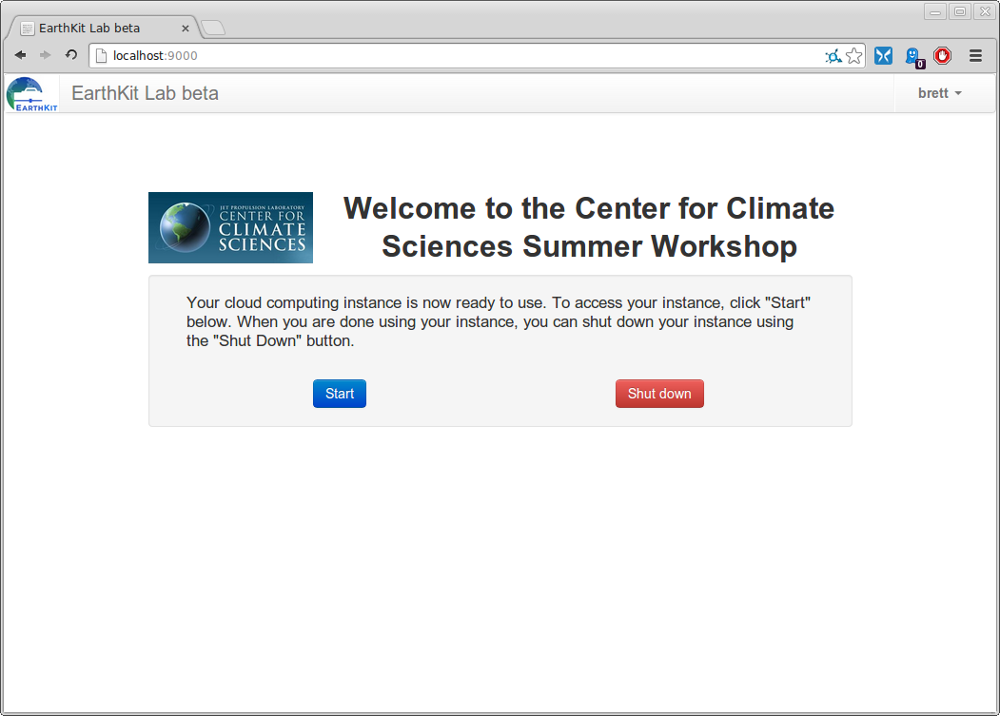 EarthKit Lab beta
localhost:9000
0
EARTHKIT
EarthKit Lab beta
brett
JET PROPULSION LABORATORY
CENTER FOR
CLIMATE
SCIENCES
Welcome to the Center for Climate
Sciences Summer Workshop
Your cloud computing instance is now ready to use. To access your instance, click "Start"
below. When you are done using your instance, you can shut down your instance using
the "Shut Down" button.
Start
Shut down